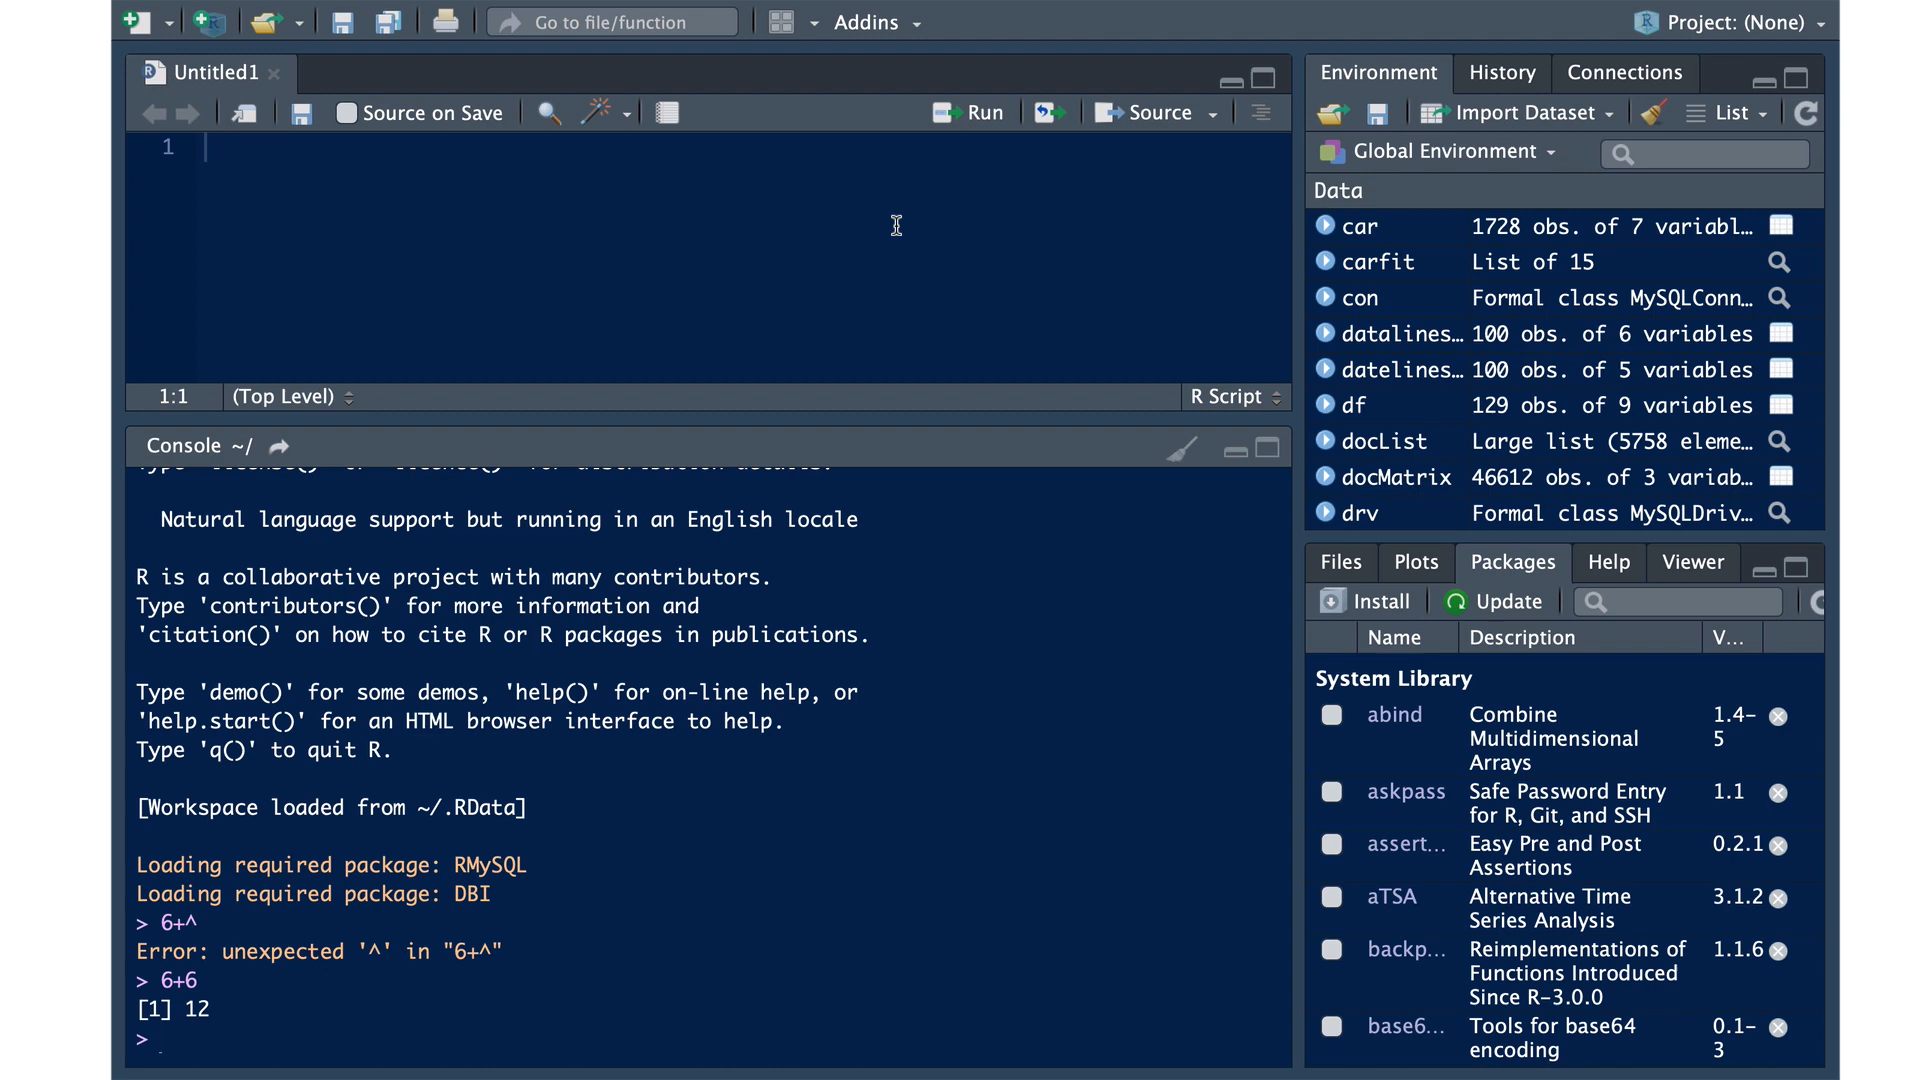 Go to file/function
Addins
Project: (None)
Untitled1
Source on Save
Run
Source
1
1:1
(Top Level)
R Script
Console ~/
Natural language support but running in an English locale
R is a collaborative project with many contributors.
Type 'contributors()' for more information and
'citation()' on how to cite R or R packages in publications.
Type 'demo()' for some demos, 'help()' for on-line help, or
'help.start()' for an HTML browser interface to help.
Type 'q()' to quit R.
[Workspace loaded from ~/.RData]
Loading required package: RMySQL
Loading required package: DBI
> 6+^
Error: unexpected '^' in "6+^"
> 6+6
[1] 12
>
Environment
History
Connections
Import Dataset
List
Global Environment
Data
car 1728 obs. of 7 variabl…
carfit List of 15
con Formal class MySQLConn…
datalines… 100 obs. of 6 variables
datelines… 100 obs. of 5 variables
df 129 obs. of 9 variables
docList Large list (5758 eleme…
docMatrix 46612 obs. of 3 variab…
drv Formal class MySQLDriv…
Files
Plots
Packages
Help
Viewer
Install
Update
Name Description V…
System Library
abind Combine 1.4–
Multidimensional 5
Arrays
askpass Safe Password Entry 1.1
for R, Git, and SSH
assert… Easy Pre and Post 0.2.1
Assertions
aTSA Alternative Time 3.1.2
Series Analysis
backp… Reimplementations of 1.1.6
Functions Introduced
Since R–3.0.0
base6… Tools for base64 0.1–
encoding 3